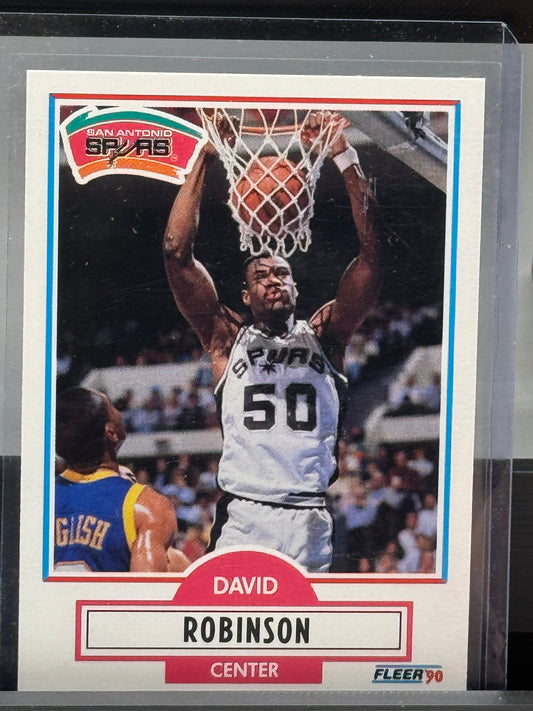 SAN ANTONIO
SPURS
SPURS
50
GLISH
DAVID
ROBINSON
CENTER
FLEER '90